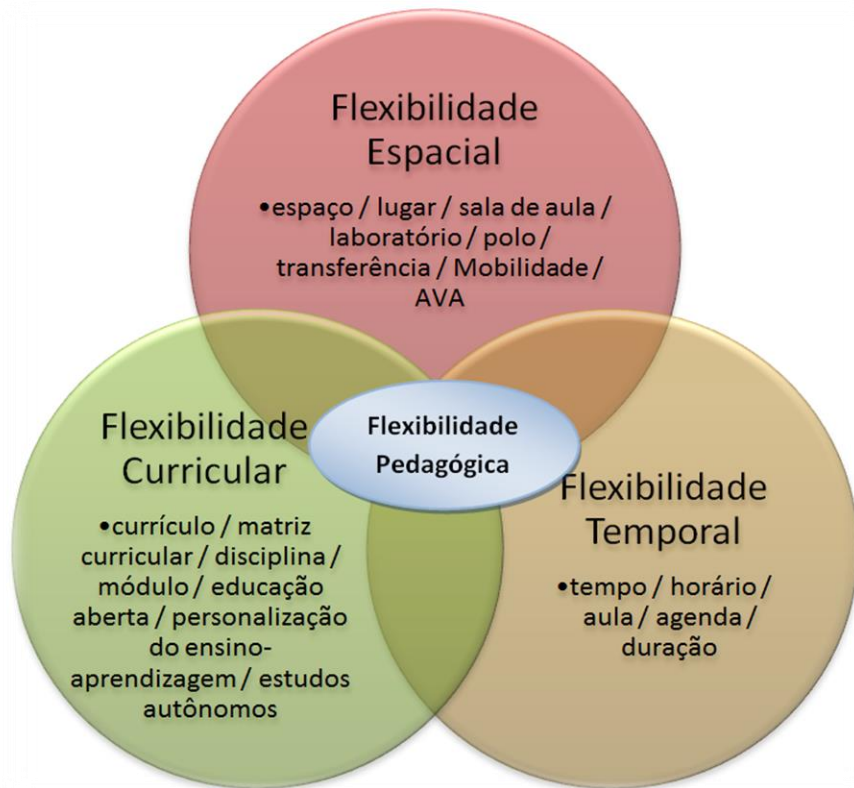 Flexibilidade
Espacial
•espaço / lugar / sala de aula /
laboratório / polo /
transferência / Mobilidade /
AVA
Flexibilidade
Curricular
•currículo / matriz
curricular / disciplina /
módulo / educação
aberta / personalização
do ensino-
aprendizagem / estudos
autônomos
Flexibilidade
Pedagógica
Flexibilidade
Temporal
•tempo / horário /
aula / agenda /
duração